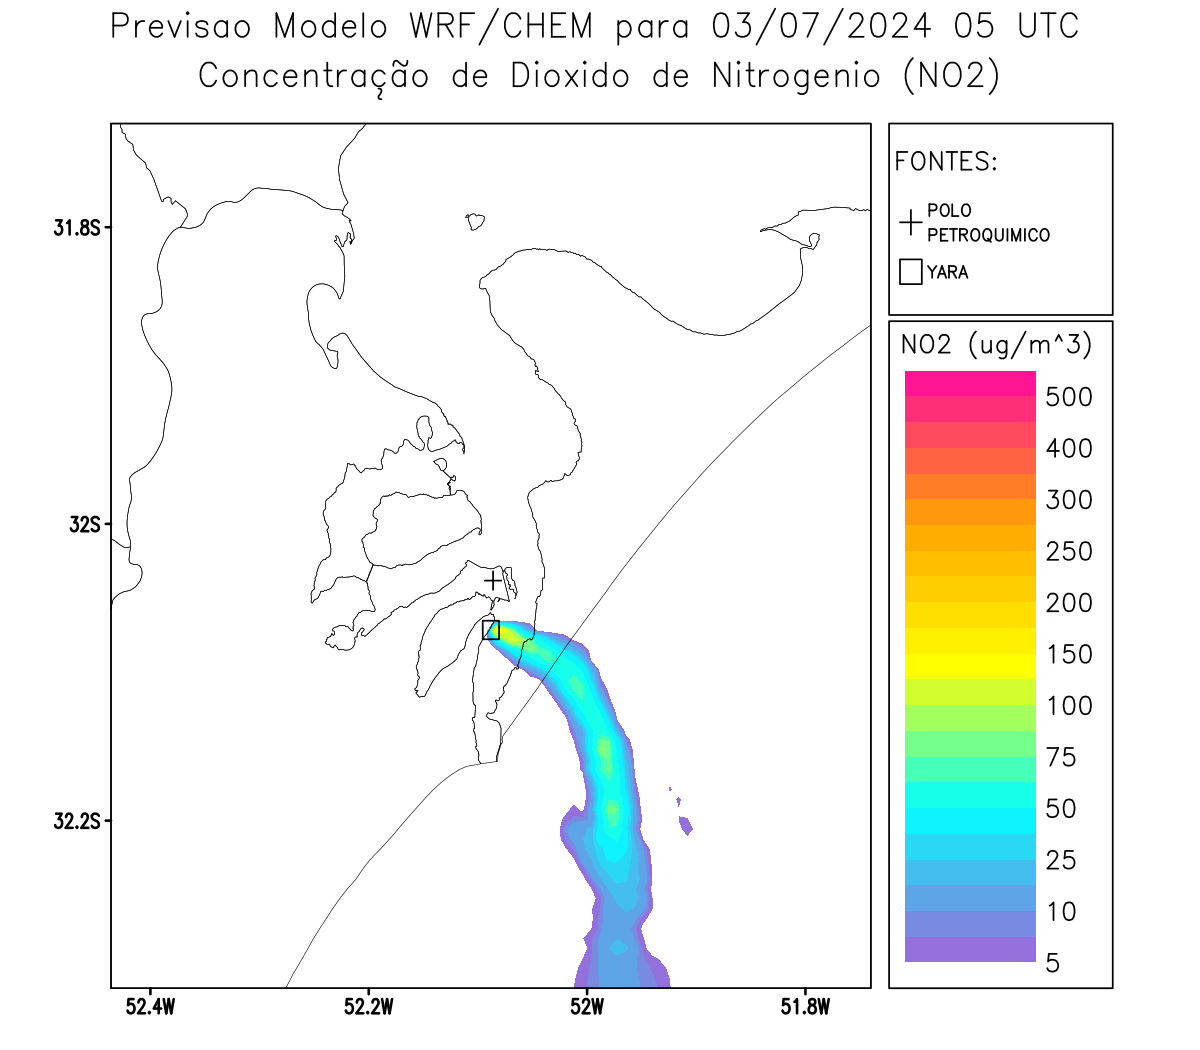 Previsao Modelo WRF/CHEM para 03/07/2024 05 UTC
Concentração de Dioxido de Nitrogenio (NO2)
FONTES:
POLO
PETROQUIMICO
YARA
NO2 (ug/m^3)
500
400
300
250
200
150
100
75
50
25
10
5
31.8S
32S
32.2S
52.4W
52.2W
52W
51.8W